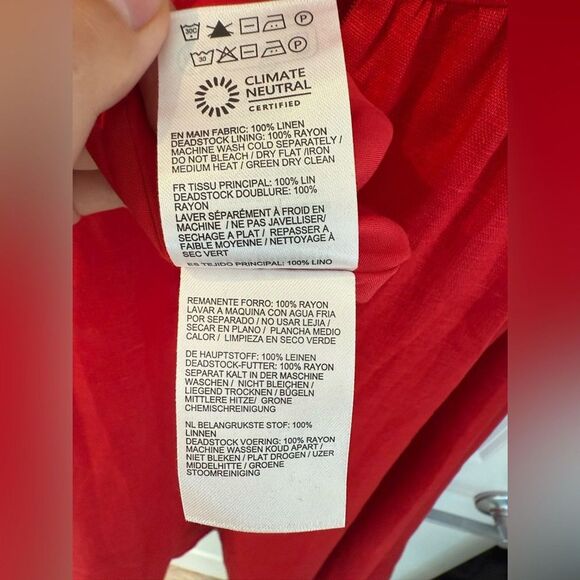 30C
30
CLIMATE
NEUTRAL
CERTIFIED
EN MAIN FABRIC: 100% LINEN
DEADSTOCK LINING: 100% RAYON
MACHINE WASH COLD SEPARATELY /
DO NOT BLEACH / DRY FLAT /IRON
MEDIUM HEAT / GREEN DRY CLEAN
FR TISSU PRINCIPAL: 100% LIN
DEADSTOCK DOUBLURE: 100%
RAYON
LAVER SÉPARÉMENT À FROID EN
MACHINE / NE PAS JAVELLISER/
SECHAGE A PLAT / REPASSER A
FAIBLE MOYENNE / NETTOYAGE À
SEC VERT
ES TEJIDO PRINCIPAL: 100% LINO
REMANENTE FORRO: 100% RAYON
LAVAR A MAQUINA CON AGUA FRIA
POR SEPARADO / NO USAR LEJIA /
SECAR EN PLANO / PLANCHA MEDIO
CALOR / LIMPIEZA EN SECO VERDE
DE HAUPTSTOFF: 100% LEINEN
DEADSTOCK-FUTTER: 100% RAYON
SEPARAT KALT IN DER MASCHINE
WASCHEN / NICHT BLEICHEN /
LIEGEND TROCKNEN / BÜGELN
MITTLERE HITZE/ GRONE
CHEMISCHREINIGUNG
NL BELANGRUKSTE STOF: 100%
LINNEN
DEADSTOCK VOERING: 100% RAYON
MACHINE WASSEN KOUD APART /
NIET BLEKEN / PLAT DROGEN / UZER
MIDDELHITTE / GROENE
STOOMREINIGING